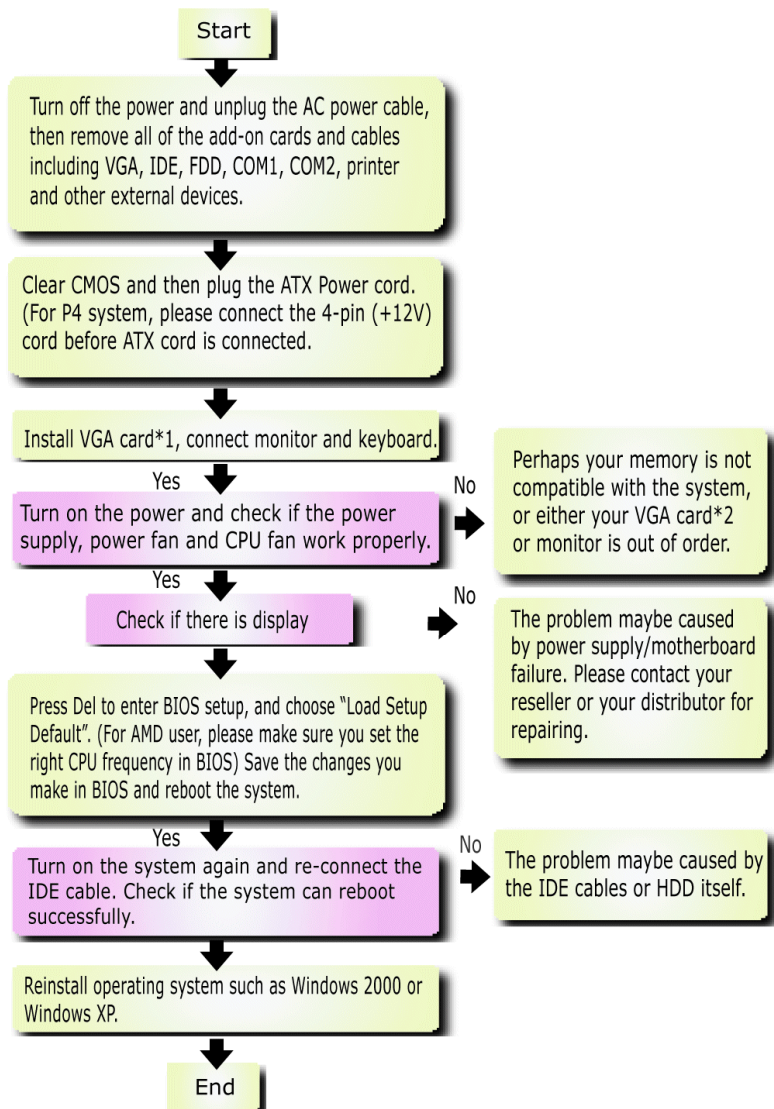 Start
Turn off the power and unplug the AC power cable,
then remove all of the add-on cards and cables
including VGA, IDE, FDD, COM1, COM2, printer
and other external devices.
Clear CMOS and then plug the ATX Power cord.
(For P4 system, please connect the 4-pin (+12V)
cord before ATX cord is connected.
Install VGA card*1, connect monitor and keyboard.
Yes
No
Turn on the power and check if the power
supply, power fan and CPU fan work properly.
Perhaps your memory is not
compatible with the system,
or either your VGA card*2
or monitor is out of order.
Yes
No
Check if there is display
The problem maybe caused
by power supply/motherboard
failure. Please contact your
reseller or your distributor for
repairing.
Press Del to enter BIOS setup, and choose “Load Setup
Default”. (For AMD user, please make sure you set the
right CPU frequency in BIOS) Save the changes you
make in BIOS and reboot the system.
Yes
No
Turn on the system again and re-connect the
IDE cable. Check if the system can reboot
successfully.
The problem maybe caused by
the IDE cables or HDD itself.
Reinstall operating system such as Windows 2000 or
Windows XP.
End